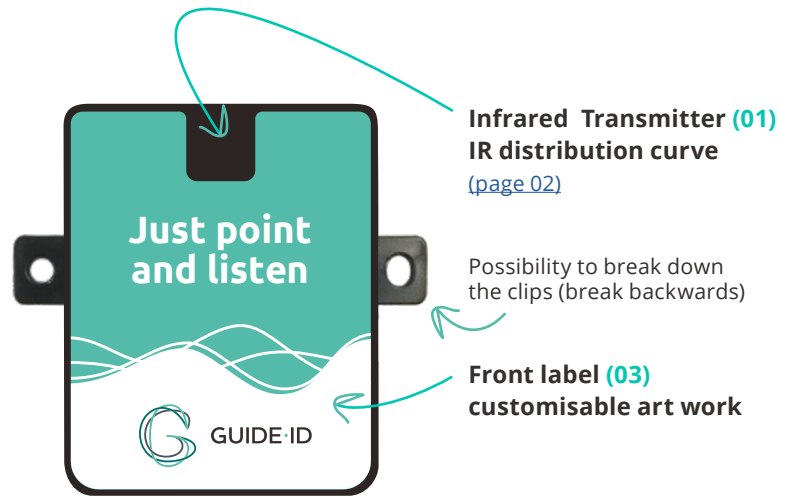 Infrared Transmitter (01)
IR distribution curve
(page 02)
Just point
and listen
Possibility to break down
the clips (break backwards)
Front label (03)
customisable art work
GUIDE·ID